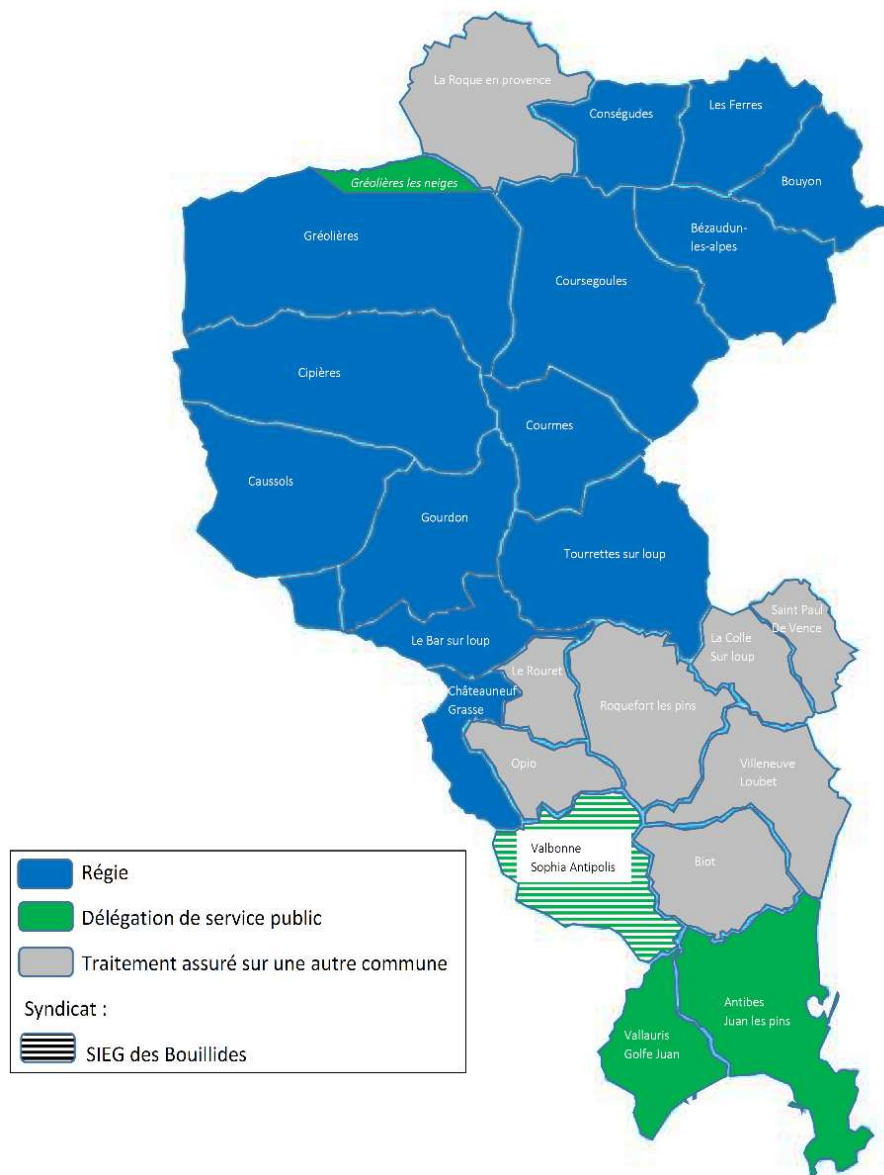 La Roque en provence
Conségudes
Les Ferres
Bouyon
Gréolières les neiges
Gréolières
Bézaudun-
les-alpes
Coursegoules
Cipières
Courmes
Caussols
Gourdon
Tourrettes sur loup
Saint Paul
De Vence
La Colle
Sur loup
Le Bar sur loup
Le Rouret
Châteauneuf
Grasse
Roquefort les pins
Opio
Villeneuve
Loubet
Valbonne
Sophia Antipolis
Biot
Antibes
Juan les pins
Vallauris
Golfe Juan
Régie
Délégation de service public
Traitement assuré sur une autre commune
Syndicat :
SIEG des Bouillides